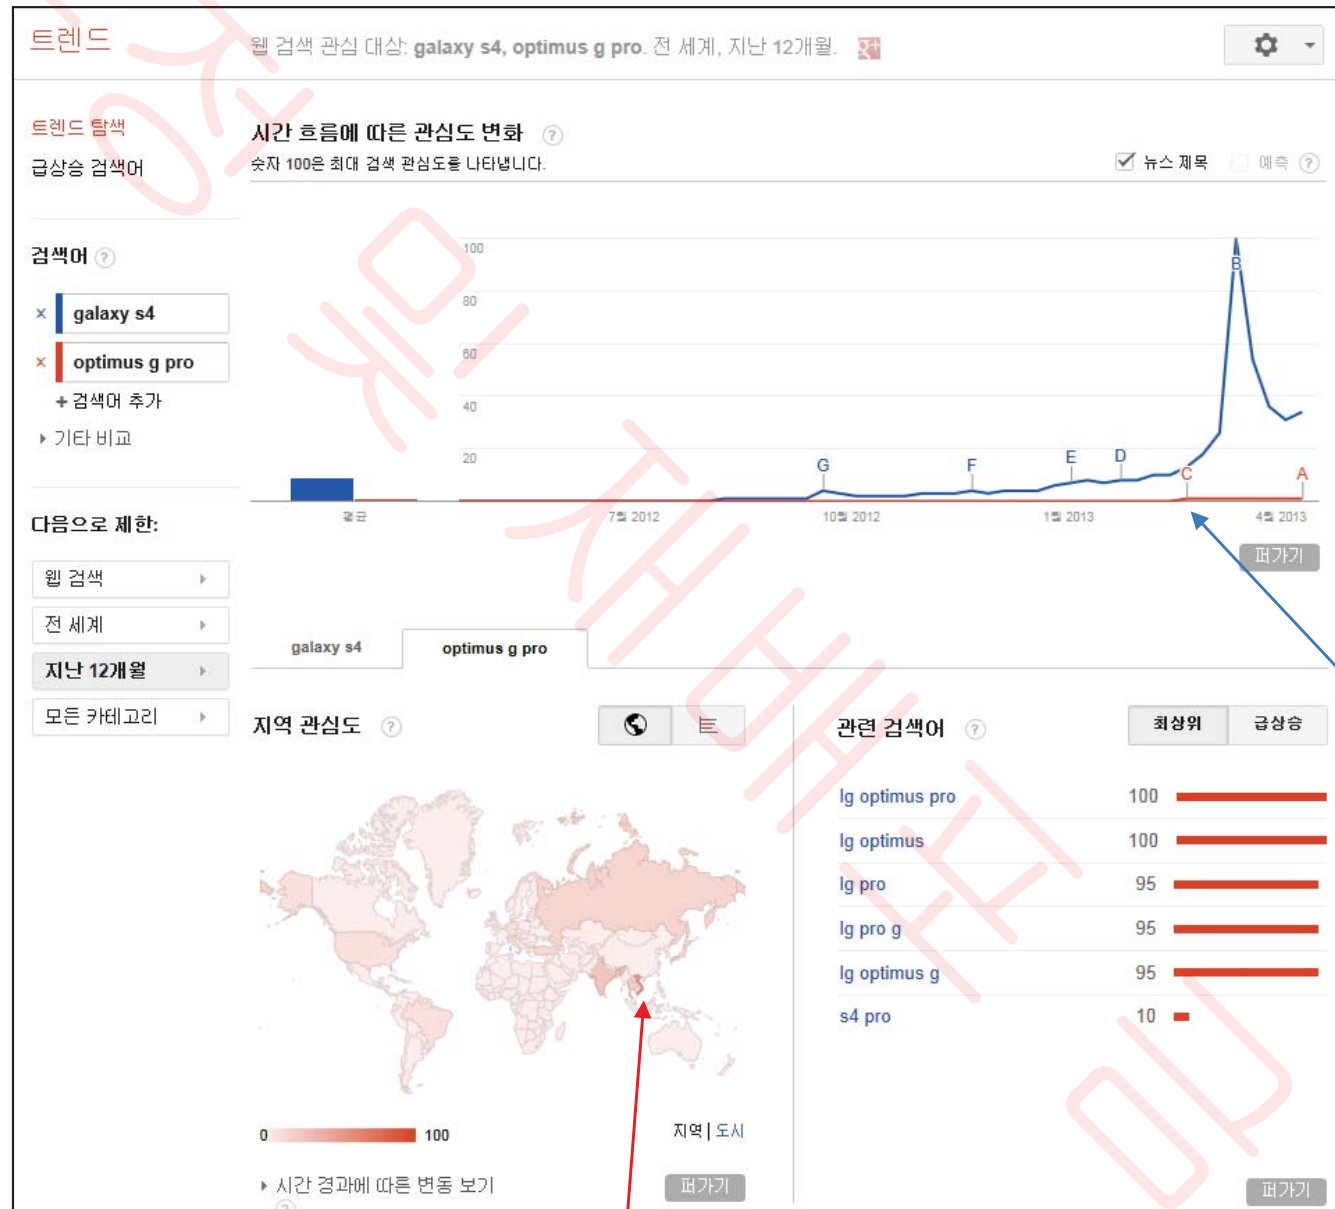 트렌드
웹 검색 관심 대상: galaxy s4, optimus g pro. 전 세계, 지난 12개월.
트렌드 탐색
급상승 검색어
시간 흐름에 따른 관심도 변화 ?
숫자 100은 최대 검색 관심도를 나타냅니다.
뉴스 제목 예측 ?
검색어 ?
× galaxy s4
× optimus g pro
+ 검색어 추가
기타 비교
100
80
60
40
20
B
G F E D C A
평균 7월 2012 10월 2012 1월 2013 4월 2013
퍼가기
다음으로 제한:
웹 검색
전 세계
지난 12개월
모든 카테고리
galaxy s4 optimus g pro
지역 관심도 ?
관련 검색어 ? 최상위 급상승
lg optimus pro 100
lg optimus 100
lg pro 95
lg pro g 95
lg optimus g 95
s4 pro 10
0 100
지역 | 도시
시간 경과에 따른 변동 보기
?
퍼가기
퍼가기